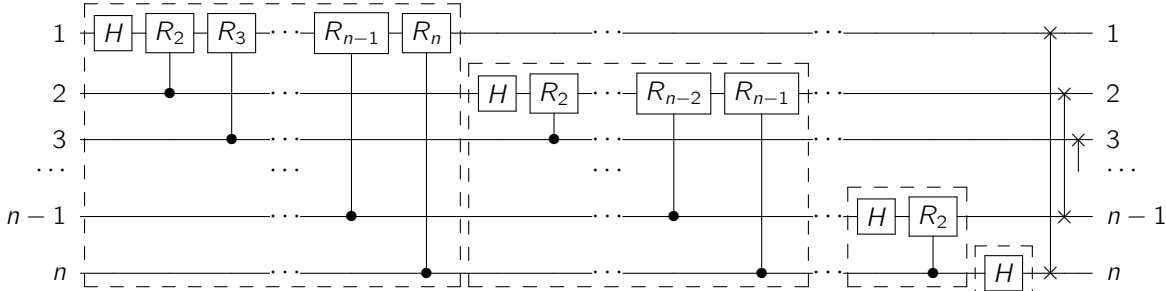 1 H R₂ R₃ ⋯ Rₙ₋₁ Rₙ ⋯ ⋯ 1
2 ⋯ H R₂ ⋯ Rₙ₋₂ Rₙ₋₁ ⋯ 2
3 ⋯ ⋯ ⋯ 3
⋯ ⋯ ⋯ ⋯
n − 1 ⋯ ⋯ ⋯ H R₂ n − 1
n ⋯ ⋯ ⋯ H n